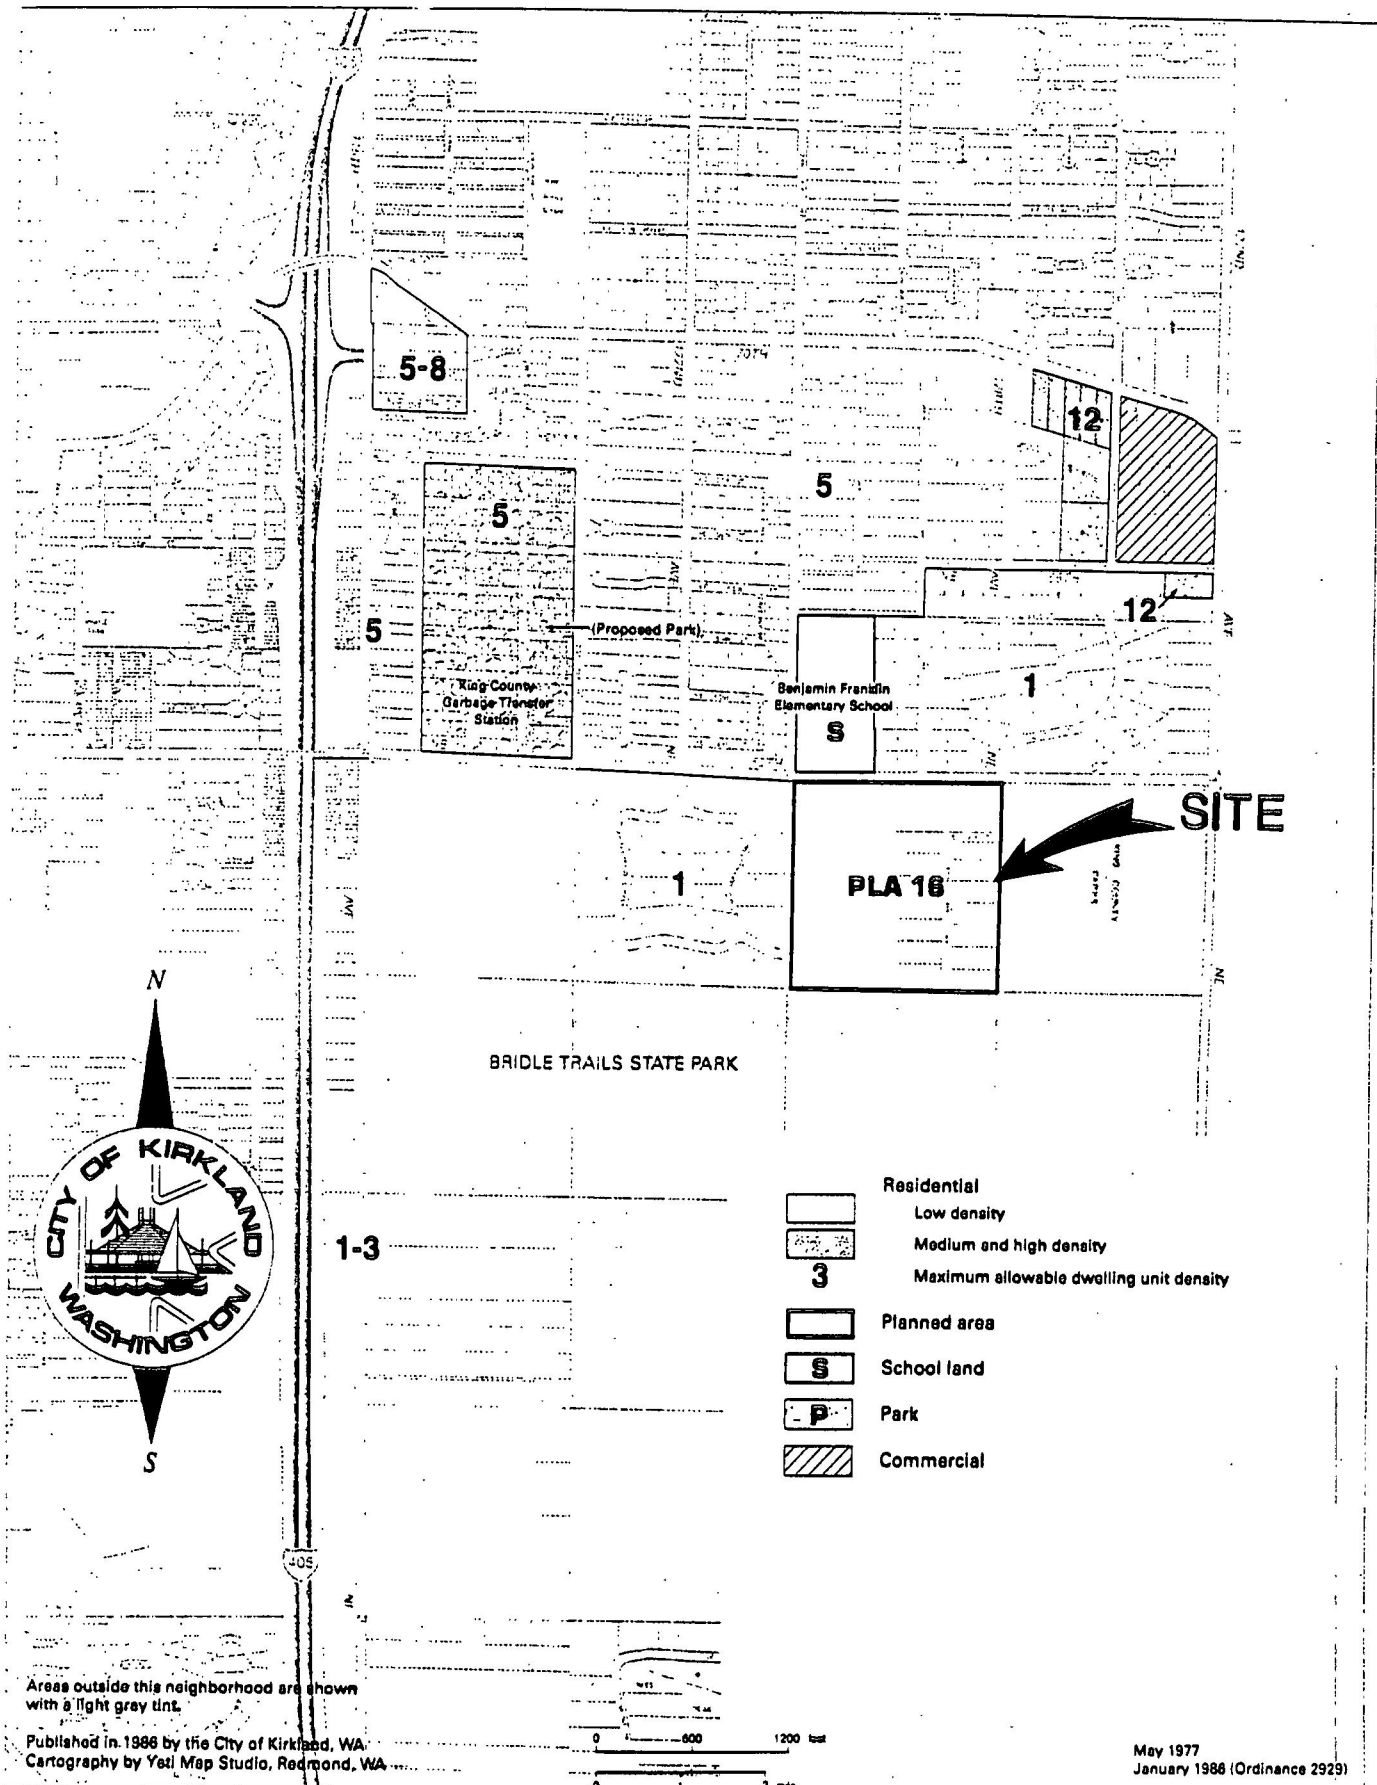 5-8
12
5
5
5
(Proposed Park)
12
King County
Garbage Transfer
Station
Benjamin Franklin
Elementary School
S
1
AVE
SITE
1
PLA 16
AVE
NE
N
BRIDLE TRAILS STATE PARK
CITY OF KIRKLAND
WASHINGTON
S
1-3
Residential
Low density
Medium and high density
3 Maximum allowable dwelling unit density
Planned area
S School land
P Park
Commercial
405
Areas outside this neighborhood are shown
with a light gray tint.
Published in 1986 by the City of Kirkland, WA
Cartography by Yeti Map Studio, Redmond, WA
0 600 1200 feet
May 1977
January 1986 (Ordinance 2929)